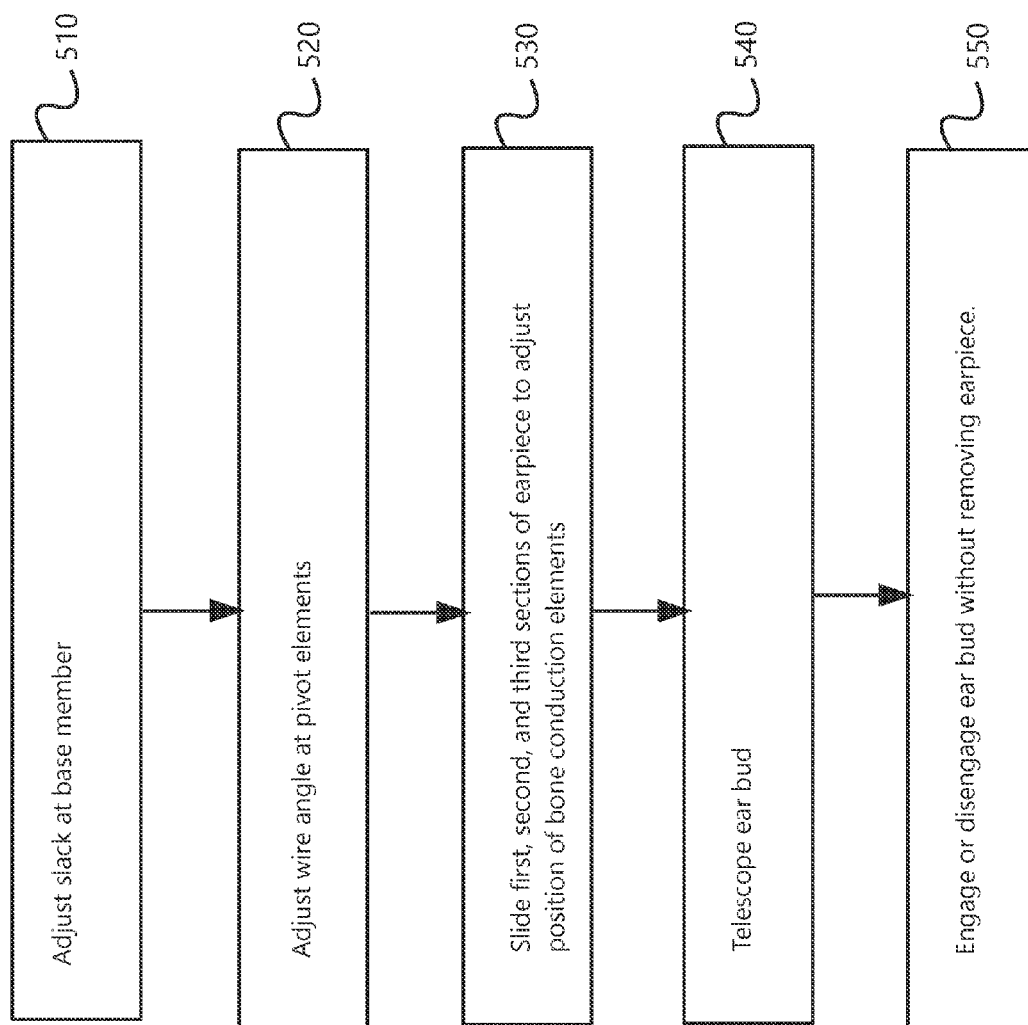 Adjust slack at base member
510
Adjust wire angle at pivot elements
520
Slide first, second, and third sections of earpiece to adjust
position of bone conduction elements
530
Telescope ear bud
540
Engage or disengage ear bud without removing earpiece.
550